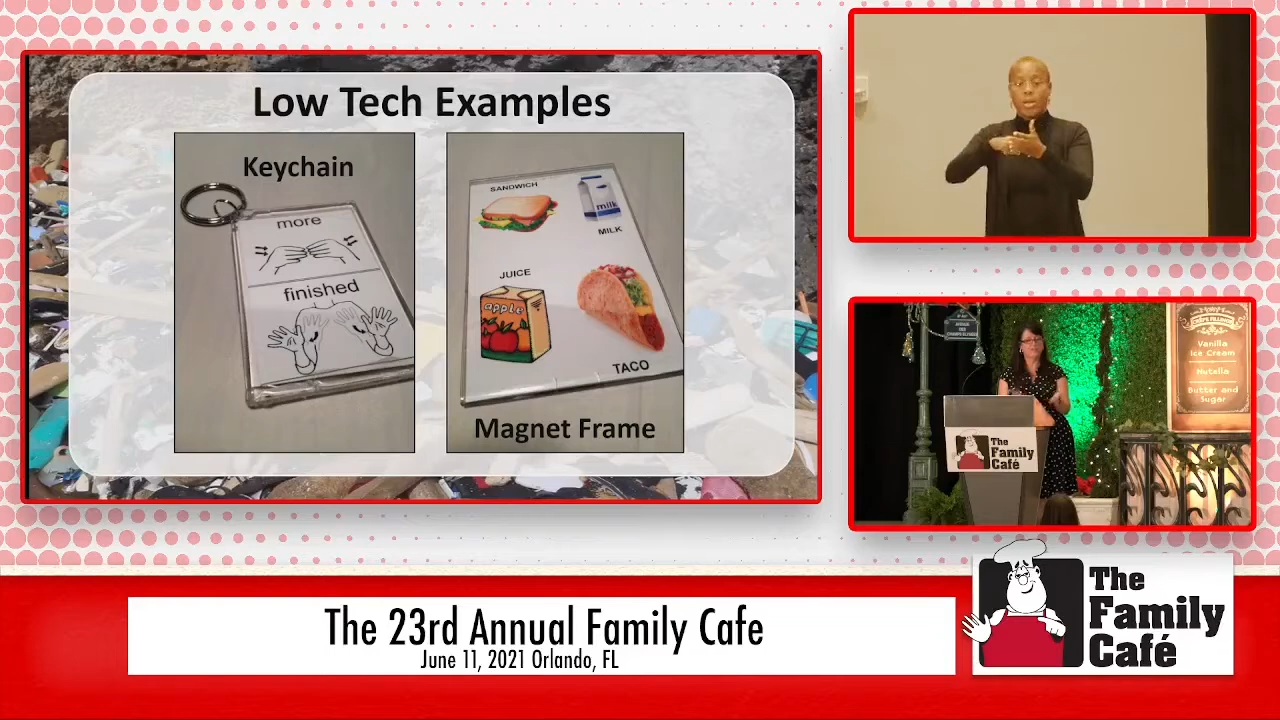 Low Tech Examples
Keychain
more
finished
SANDWICH
milk
MILK
JUICE
apple
TACO
Magnet Frame
Vanilla
Ice Cream
Nutella
Butter and
Sugar
The
Family
Café
The 23rd Annual Family Cafe
June 11, 2021 Orlando, FL
The
Family
Café